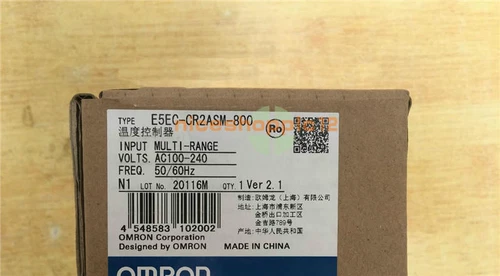 TYPE E5EC-CR2ASM-800
温度控制器
Ro
INPUT MULTI-RANGE
VOLTS. AC100-240
FREQ. 50/60Hz
N1 LOT No. 20116M QTY. 1 Ver 2.1
4 548583 102002
OMRON Corporation
Designed by OMRON
MADE IN CHINA
制造: 欧姆龙(上海)有限公司
地址: 上海市浦东新区
金桥出口加工区
金吉路789号
产地: 中华人民共和国
OMRON